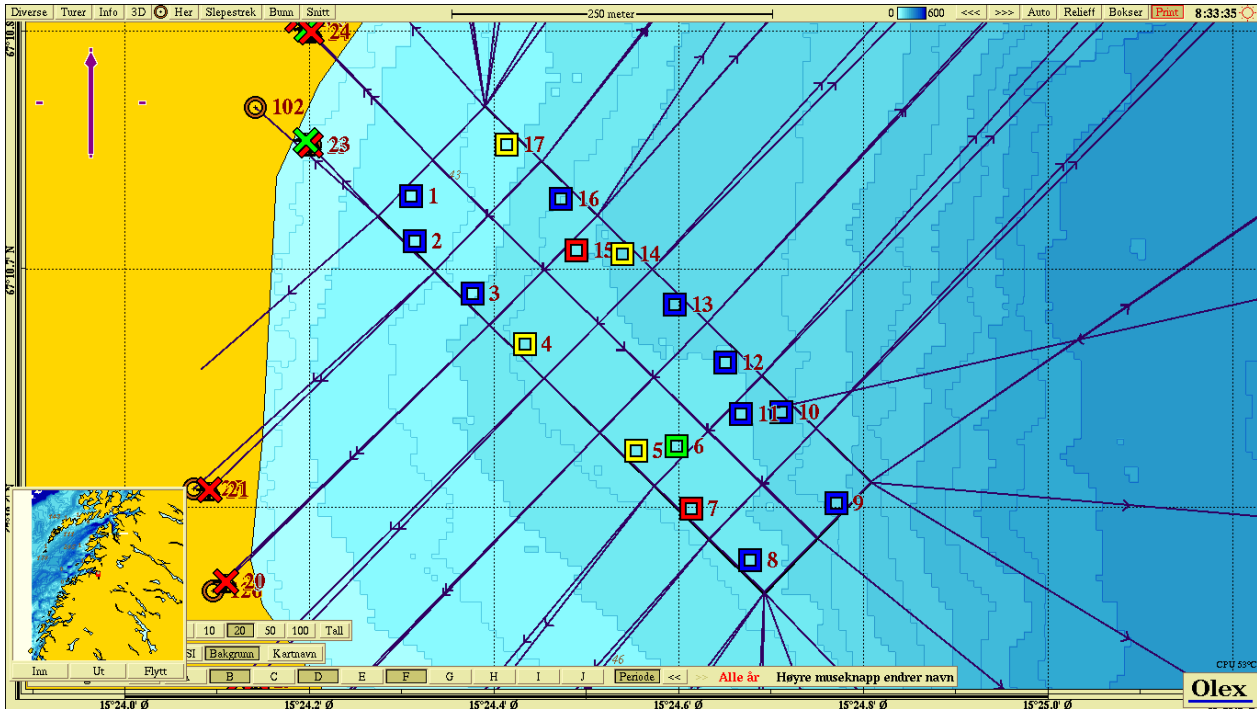 Diverse Turer Info 3D Her Slepestrek Bunn Snitt 250 meter 0 600 <<< >>> Auto Relieff Bokser Print 8:33:35
67°10.8
24
102
23
17
43
1
16
2
15
14
67°10.7 N
3
13
4
12
11
10
5
6
21
7
9
8
20
126
10 20 50 100 Tall
SI Bakgrunn Kartnavn
46
CPU 53°C
Inn Ut Flytt
B C D E F G H I J Periode << >> Alle år Høyre museknapp endrer navn
Olex
15°24.0' Ø 15°24.2' Ø 15°24.4' Ø 15°24.6' Ø 15°24.8' Ø 15°25.0' Ø